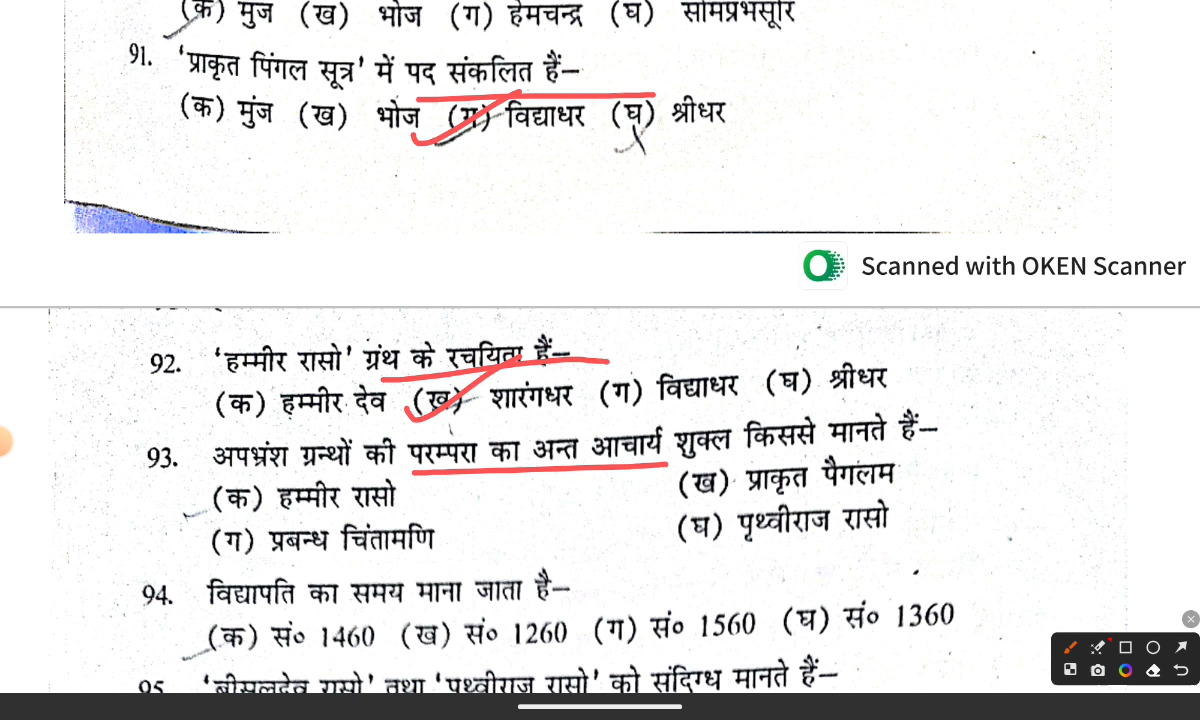 (क) मुंज (ख) भोज (ग) हेमचन्द्र (घ) सोमप्रभसूरि
91. 'प्राकृत पिंगल सूत्र' में पद संकलित हैं–
(क) मुंज (ख) भोज (ग) विद्याधर (घ) श्रीधर
Scanned with OKEN Scanner
92. 'हम्मीर रासो' ग्रंथ को रचयिता हैं–
(क) हम्मीर देव (ख) शारंगधर (ग) विद्याधर (घ) श्रीधर
93. अपभ्रंश ग्रन्थों की परम्परा का अन्त आचार्य शुक्ल किससे मानते हैं–
(क) हम्मीर रासो (ख) प्राकृत पैगलम
(ग) प्रबन्ध चिंतामणि (घ) पृथ्वीराज रासो
94. विद्यापति का समय माना जाता है–
(क) सं० 1460 (ख) सं० 1260 (ग) सं० 1560 (घ) सं० 1360
95. 'बीसलदेव रासो' तथा 'पृथ्वीराज रासो' को संदिग्ध मानते हैं–